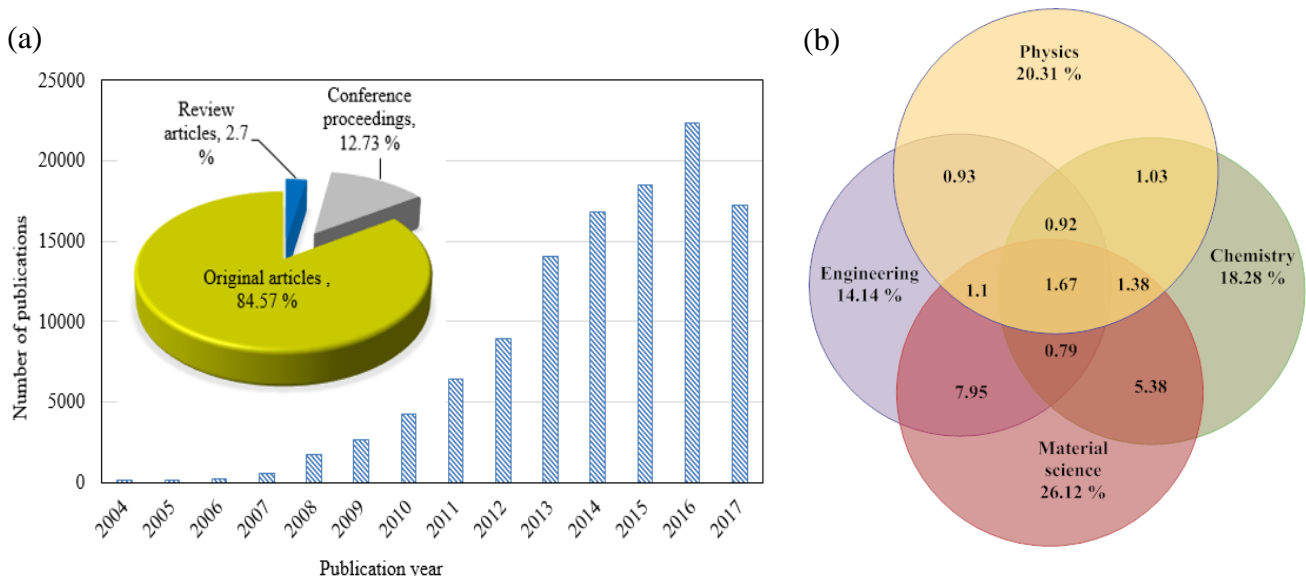 (a)
25000
20000
15000
10000
5000
0
Number of publications
Review
articles, 2.7
%
Conference
proceedings,
12.73 %
Original articles ,
84.57 %
2004
2005
2006
2007
2008
2009
2010
2011
2012
2013
2014
2015
2016
2017
Publication year
(b)
Physics
20.31 %
0.93
1.03
0.92
Engineering
14.14 %
Chemistry
18.28 %
1.1
1.67
1.38
0.79
7.95
5.38
Material
science
26.12 %